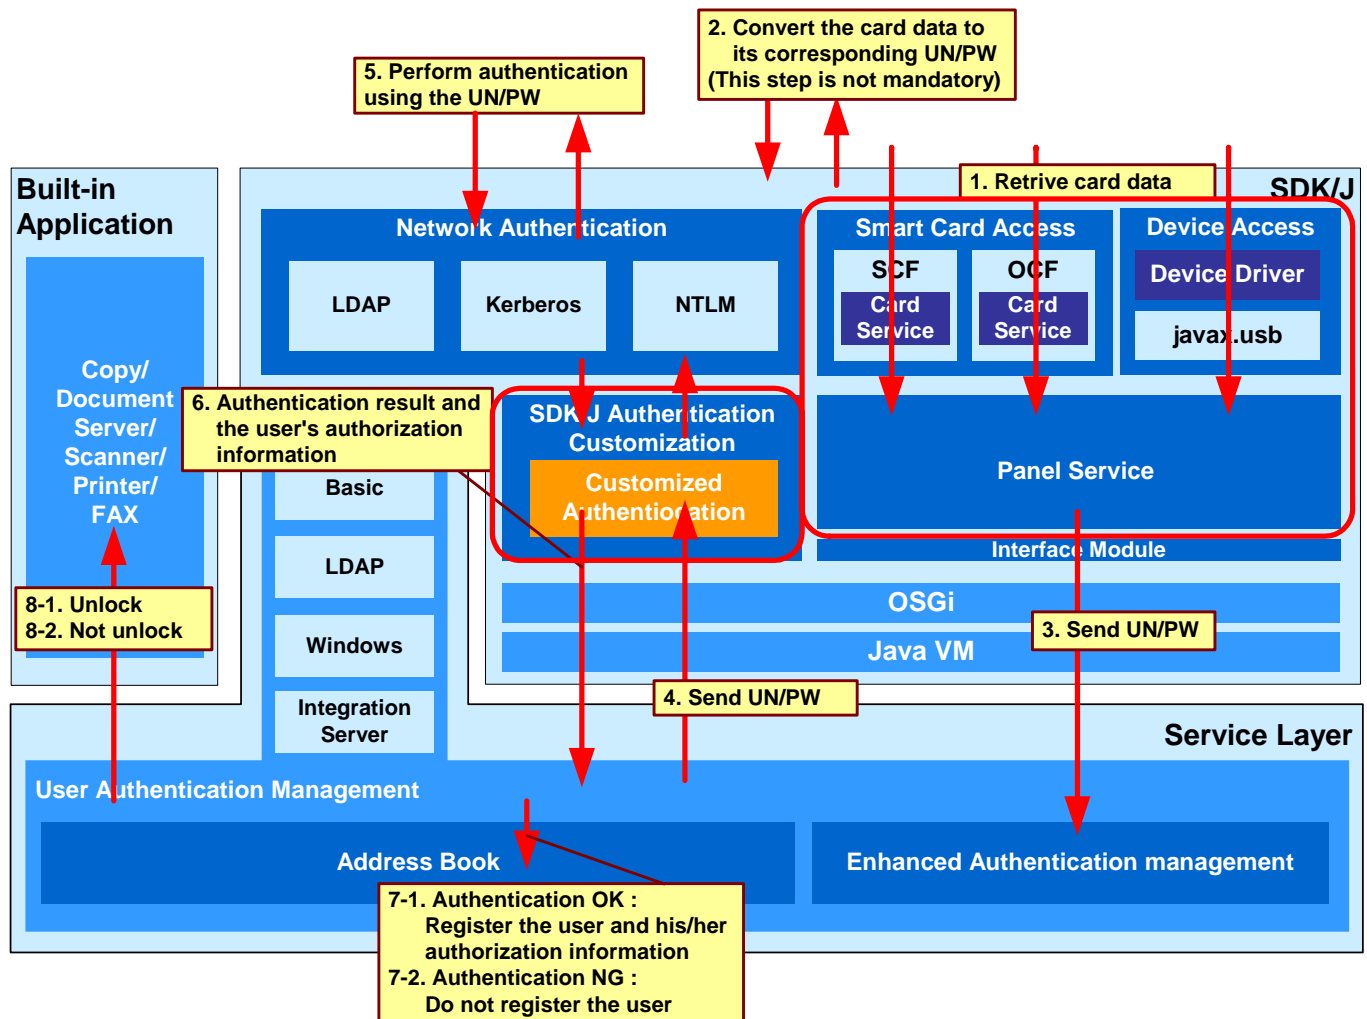 2. Convert the card data to
its corresponding UN/PW
(This step is not mandatory)
5. Perform authentication
using the UN/PW
Built-in
Application
1. Retrive card data
SDK/J
Network Authentication
Smart Card Access
Device Access
LDAP
Kerberos
NTLM
SCF
Card
Service
OCF
Card
Service
Device Driver
javax.usb
Copy/
Document
Server/
Scanner/
Printer/
FAX
6. Authentication result and
the user's authorization
information
SDK/J Authentication
Customization
Customized
Authentiocation
Panel Service
Interface Module
Basic
LDAP
Windows
Integration
Server
OSGi
Java VM
8-1. Unlock
8-2. Not unlock
3. Send UN/PW
4. Send UN/PW
Service Layer
User Authentication Management
Address Book
Enhanced Authentication management
7-1. Authentication OK :
Register the user and his/her
authorization information
7-2. Authentication NG :
Do not register the user